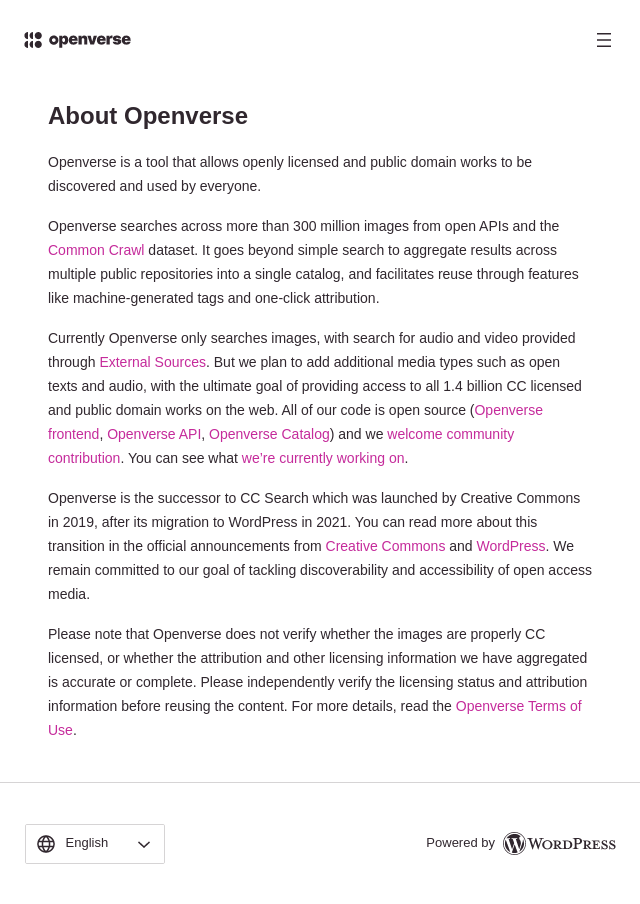 openverse
About Openverse
Openverse is a tool that allows openly licensed and public domain works to be
discovered and used by everyone.
Openverse searches across more than 300 million images from open APIs and the
Common Crawl dataset. It goes beyond simple search to aggregate results across
multiple public repositories into a single catalog, and facilitates reuse through features
like machine-generated tags and one-click attribution.
Currently Openverse only searches images, with search for audio and video provided
through External Sources. But we plan to add additional media types such as open
texts and audio, with the ultimate goal of providing access to all 1.4 billion CC licensed
and public domain works on the web. All of our code is open source (Openverse
frontend, Openverse API, Openverse Catalog) and we welcome community
contribution. You can see what we’re currently working on.
Openverse is the successor to CC Search which was launched by Creative Commons
in 2019, after its migration to WordPress in 2021. You can read more about this
transition in the official announcements from Creative Commons and WordPress. We
remain committed to our goal of tackling discoverability and accessibility of open access
media.
Please note that Openverse does not verify whether the images are properly CC
licensed, or whether the attribution and other licensing information we have aggregated
is accurate or complete. Please independently verify the licensing status and attribution
information before reusing the content. For more details, read the Openverse Terms of
Use.
English
Powered by WORDPRESS